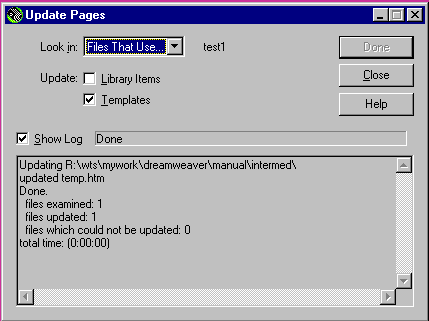 Update Pages
Look in: Files That Use... test1 Done
Update: Library Items Close
Templates Help
Show Log Done
Updating R:\wts\mywork\dreamweaver\manual\intermed\
updated temp.htm
Done.
files examined: 1
files updated: 1
files which could not be updated: 0
total time: (0:00:00)